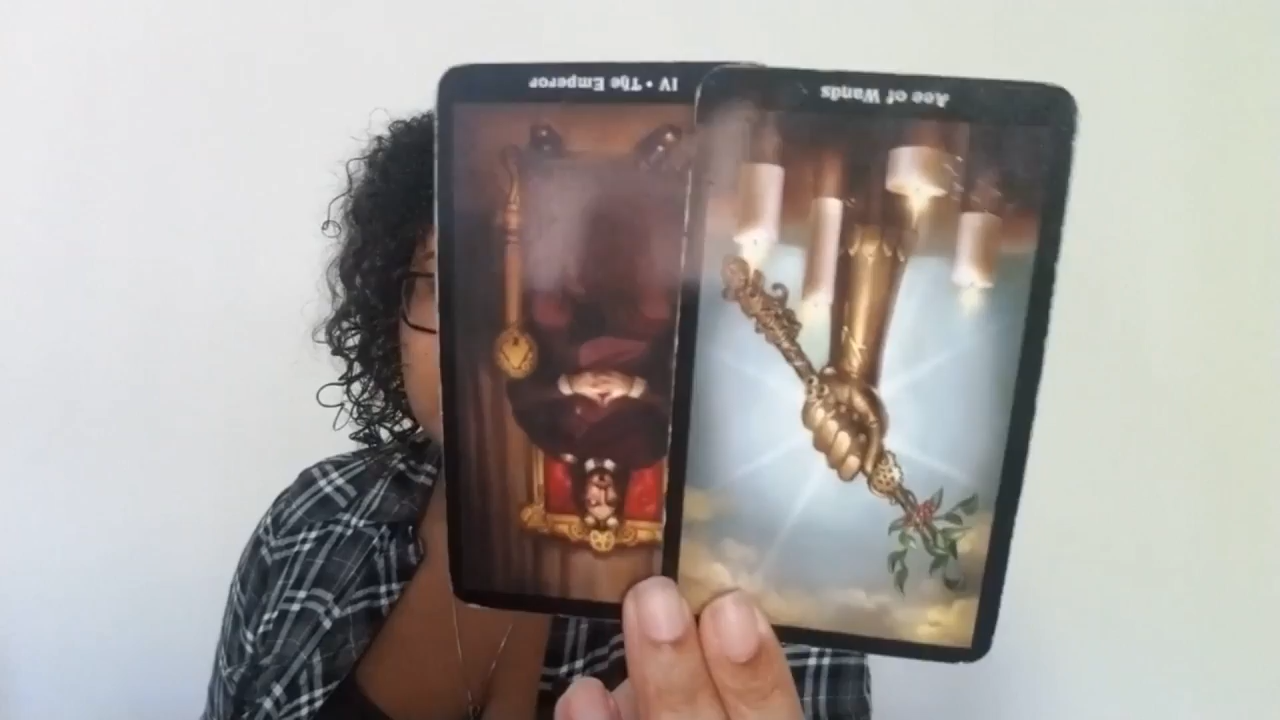 IV • The Emperor
Ace of Wands